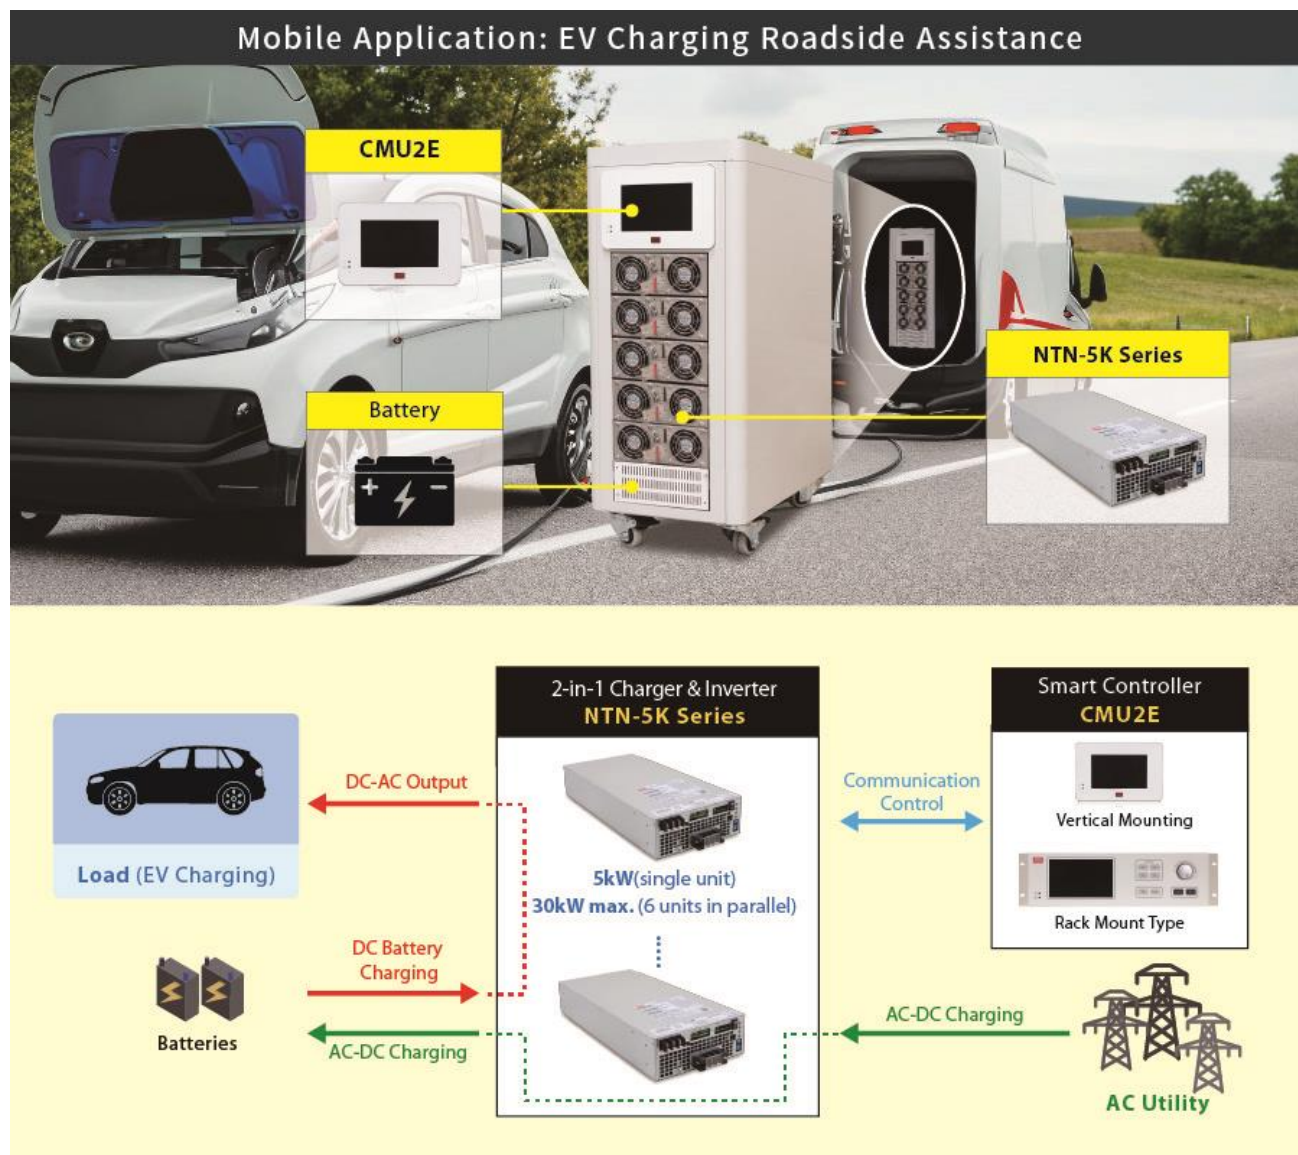 Mobile Application: EV Charging Roadside Assistance
CMU2E
Battery
+ −
NTN-5K Series
2-in-1 Charger & Inverter
NTN-5K Series
5kW(single unit)
30kW max. (6 units in parallel)
Smart Controller
CMU2E
Vertical Mounting
Rack Mount Type
Communication
Control
DC-AC Output
Load (EV Charging)
DC Battery
Charging
Batteries
AC-DC Charging
AC-DC Charging
AC Utility